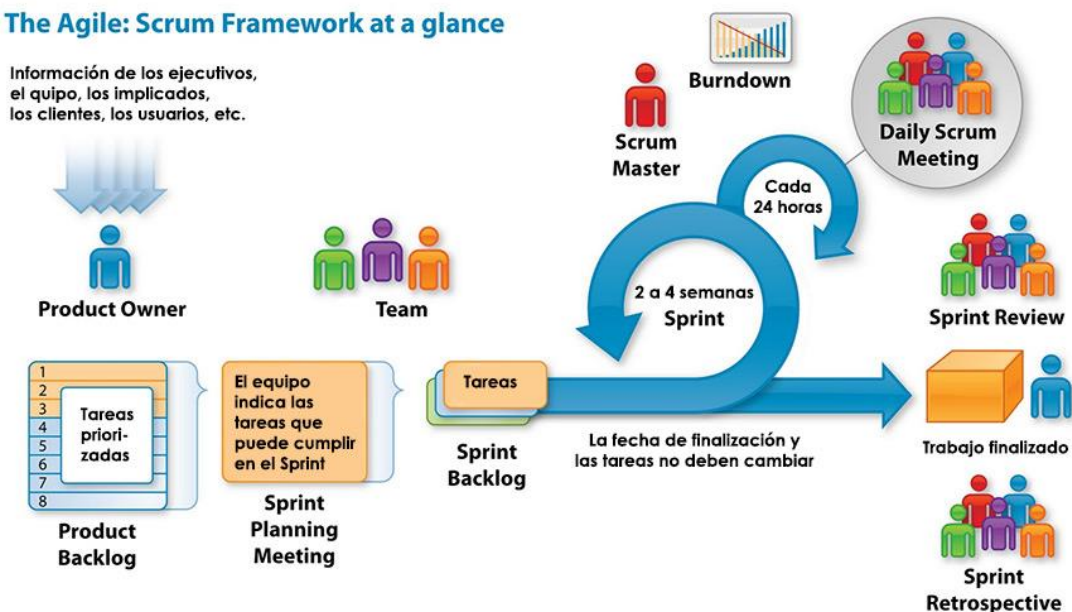 The Agile: Scrum Framework at a glance
Información de los ejecutivos,
el quipo, los implicados,
los clientes, los usuarios, etc.
Product Owner
Team
Scrum
Master
Burndown
Daily Scrum
Meeting
Cada
24 horas
2 a 4 semanas
Sprint
Sprint Review
1
2
3
4
5
6
7
8
Tareas
priori-
zadas
Product
Backlog
El equipo
indica las
tareas que
puede cumplir
en el Sprint
Sprint
Planning
Meeting
Tareas
Sprint
Backlog
La fecha de finalización y
las tareas no deben cambiar
Trabajo finalizado
Sprint
Retrospective